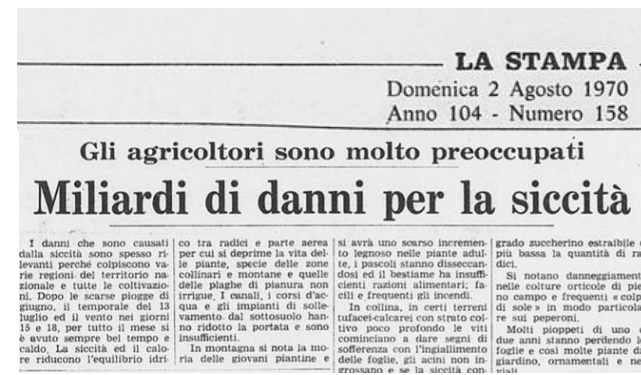 LA STAMPA
Domenica 2 Agosto 1970
Anno 104 - Numero 158
Gli agricoltori sono molto preoccupati
Miliardi di danni per la siccità
I danni che sono causati
dalla siccità sono spesso ri-
levanti perché colpiscono va-
rie regioni del territorio na-
zionale e tutte le coltivazio-
ni. Dopo le scarse piogge di
giugno, il temporale del 13
luglio ed il vento nei giorni
15 e 18, per tutto il mese si
è avuto sempre bel tempo e
caldo. La siccità ed il calo-
re riducono l'equilibrio idri-
co tra radici e parte aerea
per cui si deprime la vita del-
le piante, specie delle zone
collinari e montane e quelle
delle plaghe di pianura non
irrigue. I canali, i corsi d'ac-
qua e gli impianti di solle-
vamento dal sottosuolo han-
no ridotto la portata e sono
insufficienti.
In montagna si nota la mo-
ria delle giovani piantine e
si avrà uno scarso incremen-
to legnoso nelle piante adul-
te, i pascoli stanno disseccan-
dosi ed il bestiame ha insuffi-
cienti razioni alimentari; fa-
cili e frequenti gli incendi.
In collina, in certi terreni
tufacei-calcarei con strato col-
tivo poco profondo le viti
cominciano a dare segni di
sofferenza con l'ingiallimento
delle foglie, gli acini non in-
grossano e se la siccità con-
grado zuccherino estraibile e
più bassa la quantità di ra-
dici.
Si notano danneggiament
nelle colture orticole di pie
no campo e frequenti «colp
di sole» in modo particola
re sui peperoni.
Molti pioppeti di uno o
due anni stanno perdendo l
foglie e così molte piante d
giardino, ornamentali e ne
viali.